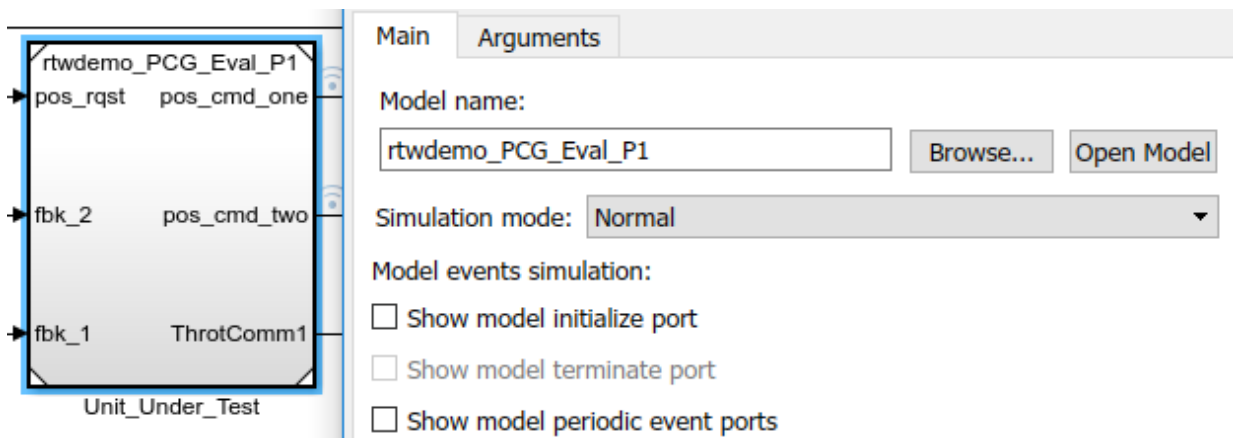 rtwdemo_PCG_Eval_P1
pos_rqst pos_cmd_one
fbk_2 pos_cmd_two
fbk_1 ThrotComm1
Unit_Under_Test
Main Arguments
Model name:
rtwdemo_PCG_Eval_P1 Browse... Open Model
Simulation mode: Normal
Model events simulation:
Show model initialize port
Show model terminate port
Show model periodic event ports